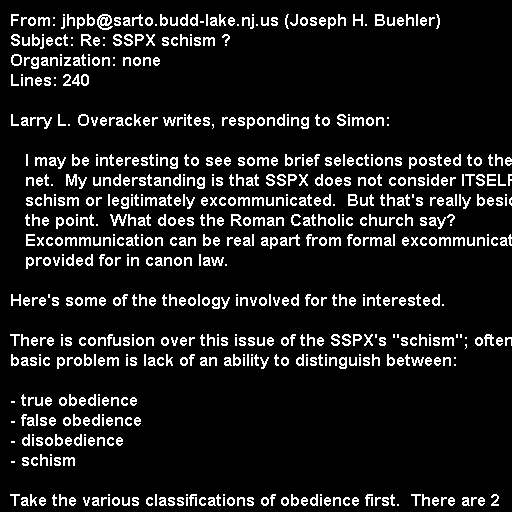 From: jhpb@sarto.budd-lake.nj.us (Joseph H. Buehler)
Subject: Re: SSPX schism ?
Organization: none
Lines: 240

Larry L. Overacker writes, responding to Simon:

I may be interesting to see some brief selections posted to the
net.  My understanding is that SSPX does not consider ITSELF
schism or legitimately excommunicated.  But that's really
the point.  What does the Roman Catholic church say?
Excommunication can be real apart from formal
provided for in canon law.

Here's some of the theology involved for the interested.

There is confusion over this issue of the SSPX's "schism"; often
basic problem is lack of an ability to distinguish between:

- true obedience
- false obedience
- disobedience
- schism

Take the various classifications of obedience first.  There are 2